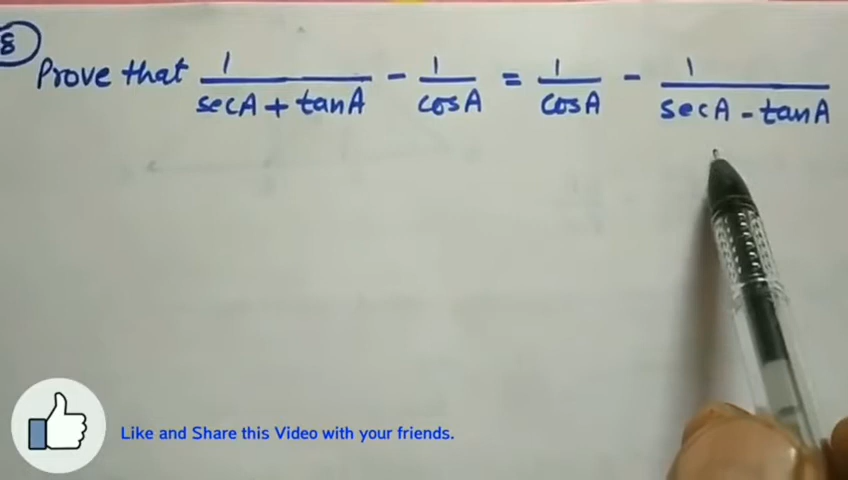 8
Prove that 1/(secA + tanA) - 1/cosA = 1/cosA - 1/(secA - tanA)
Like and Share this Video with your friends.